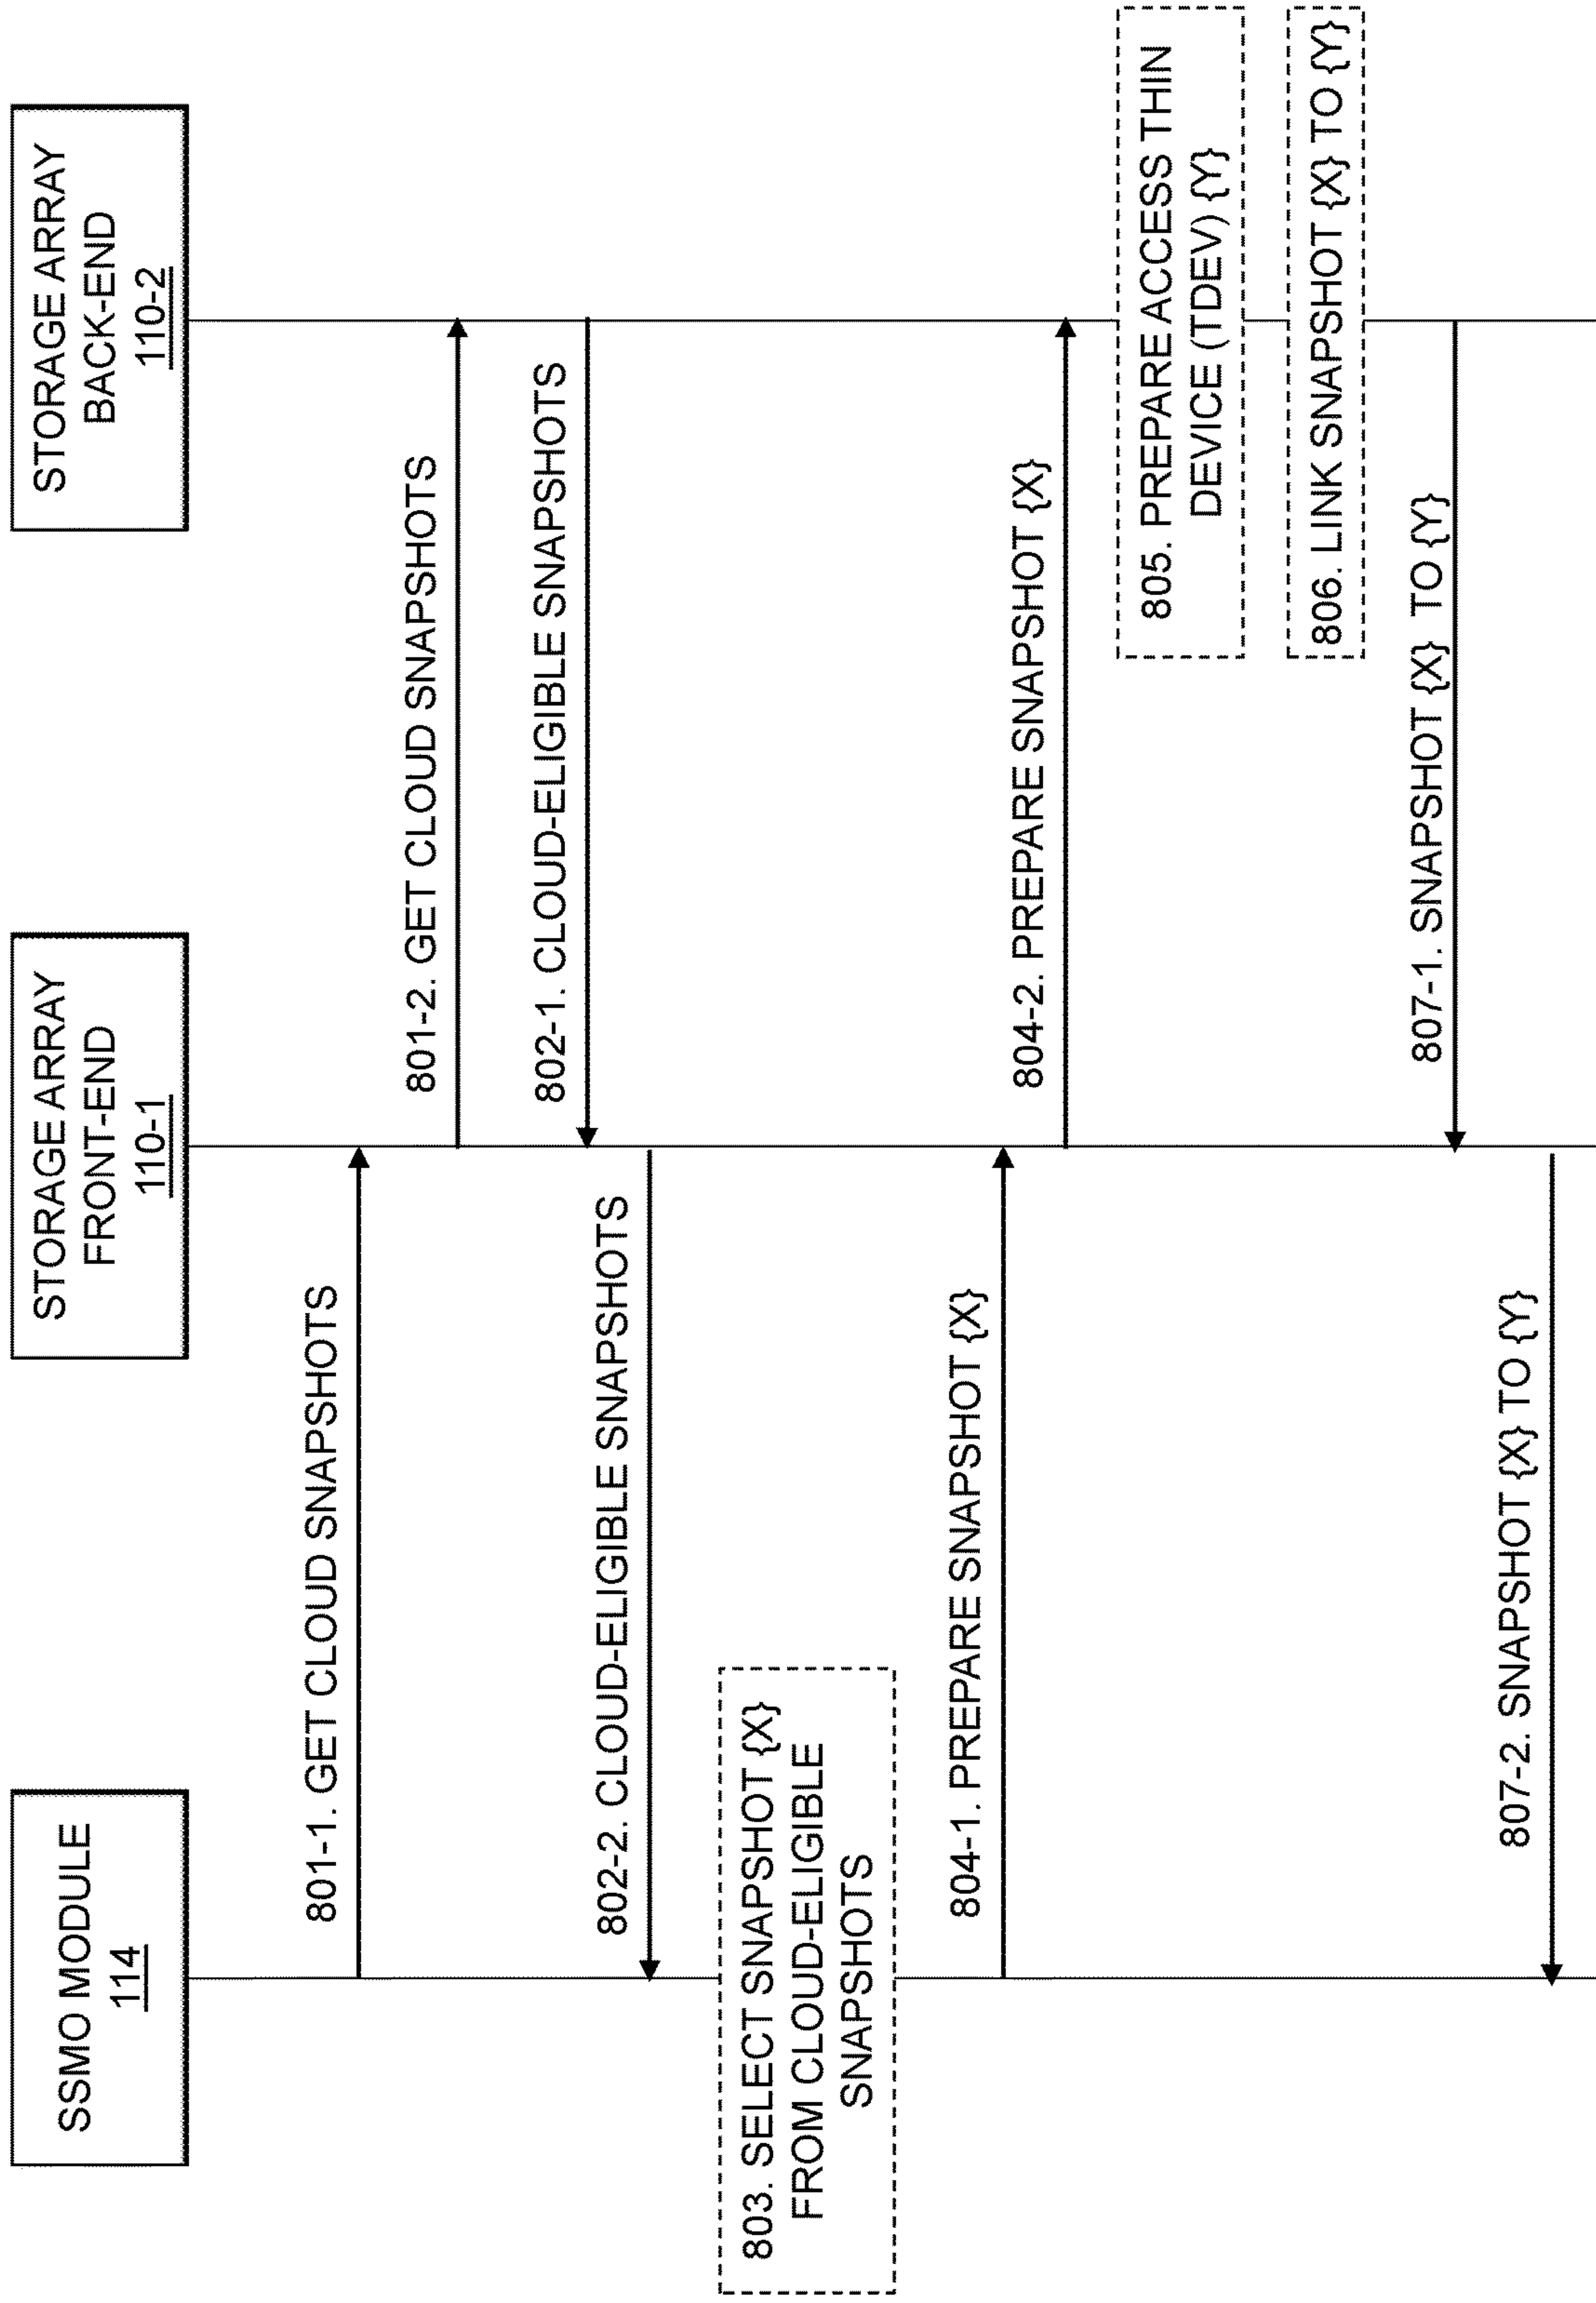 SSMO MODULE
114
STORAGE ARRAY
FRONT-END
110-1
STORAGE ARRAY
BACK-END
110-2
801-1. GET CLOUD SNAPSHOTS
801-2. GET CLOUD SNAPSHOTS
802-1. CLOUD-ELIGIBLE SNAPSHOTS
802-2. CLOUD-ELIGIBLE SNAPSHOTS
803. SELECT SNAPSHOT {X}
FROM CLOUD-ELIGIBLE
SNAPSHOTS
804-1. PREPARE SNAPSHOT {X}
804-2. PREPARE SNAPSHOT {X}
805. PREPARE ACCESS THIN
DEVICE (TDEV) {Y}
806. LINK SNAPSHOT {X} TO {Y}
807-1. SNAPSHOT {X} TO {Y}
807-2. SNAPSHOT {X} TO {Y}